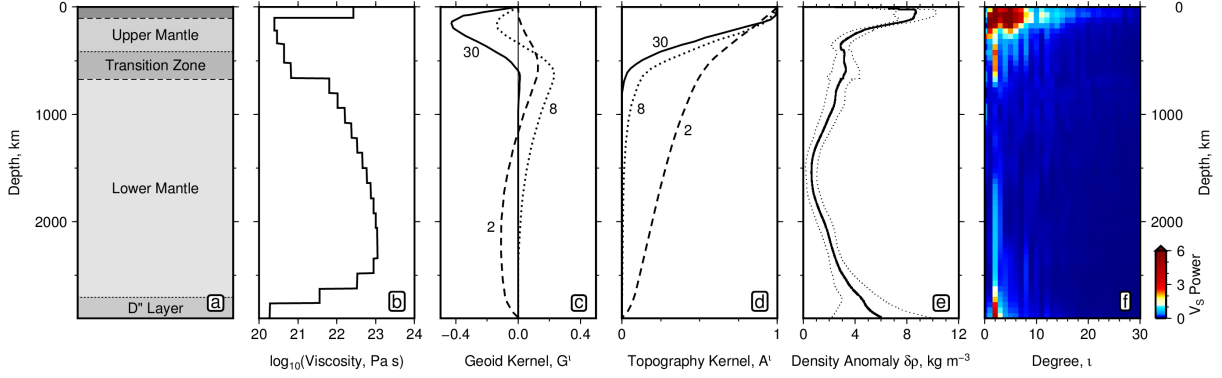 0
1000
2000
Depth, km
Upper Mantle
Transition Zone
Lower Mantle
D" Layer
a
20 21 22 23 24
log₁₀(Viscosity, Pa s)
b
30
8
2
−0.4 0.0 0.4
Geoid Kernel, Gˡ
c
30
8
2
0 1
Topography Kernel, Aˡ
d
0 4 8 12
Density Anomaly δρ, kg m⁻³
e
0 10 20 30
Degree, ι
f
0
1000
2000
Depth, km
6
3
0
Vₛ Power